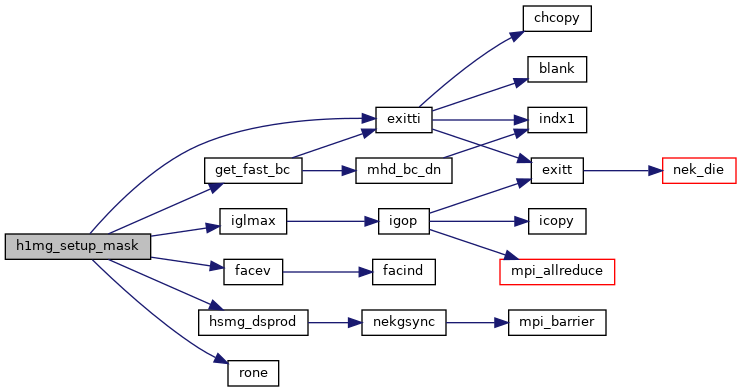 chcopy
blank
exitti
indx1
get_fast_bc
mhd_bc_dn
exitt
nek_die
iglmax
igop
icopy
h1mg_setup_mask
facev
facind
mpi_allreduce
hsmg_dsprod
nekgsync
mpi_barrier
rone